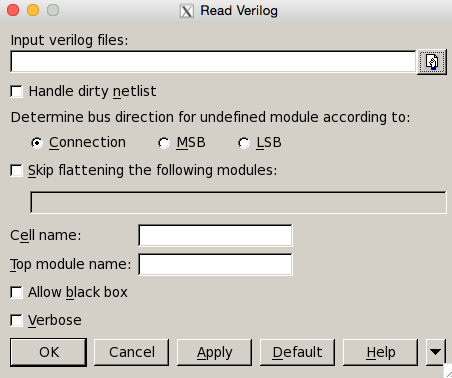 Read Verilog
Input verilog files:
Handle dirty netlist
Determine bus direction for undefined module according to:
Connection MSB LSB
Skip flattening the following modules:
Cell name:
Top module name:
Allow black box
Verbose
OK Cancel Apply Default Help